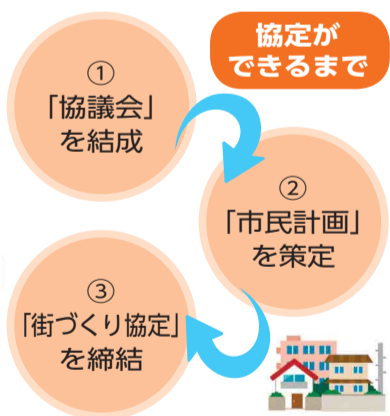 協定が
できるまで
①
「協議会」
を結成
②
「市民計画」
を策定
③
「街づくり協定」
を締結